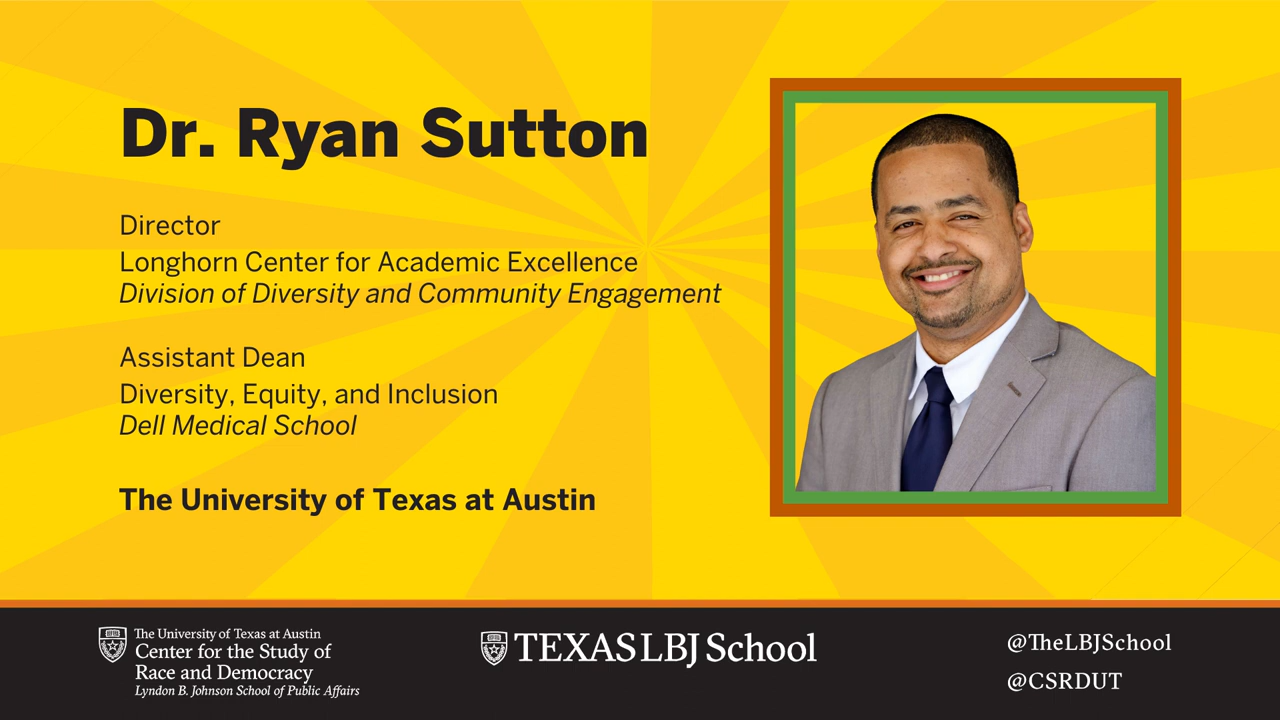 Dr. Ryan Sutton
Director
Longhorn Center for Academic Excellence
Division of Diversity and Community Engagement
Assistant Dean
Diversity, Equity, and Inclusion
Dell Medical School
The University of Texas at Austin
The University of Texas at Austin
Center for the Study of
Race and Democracy
Lyndon B. Johnson School of Public Affairs
TEXAS LBJ School
@TheLBJSchool
@CSRDUT